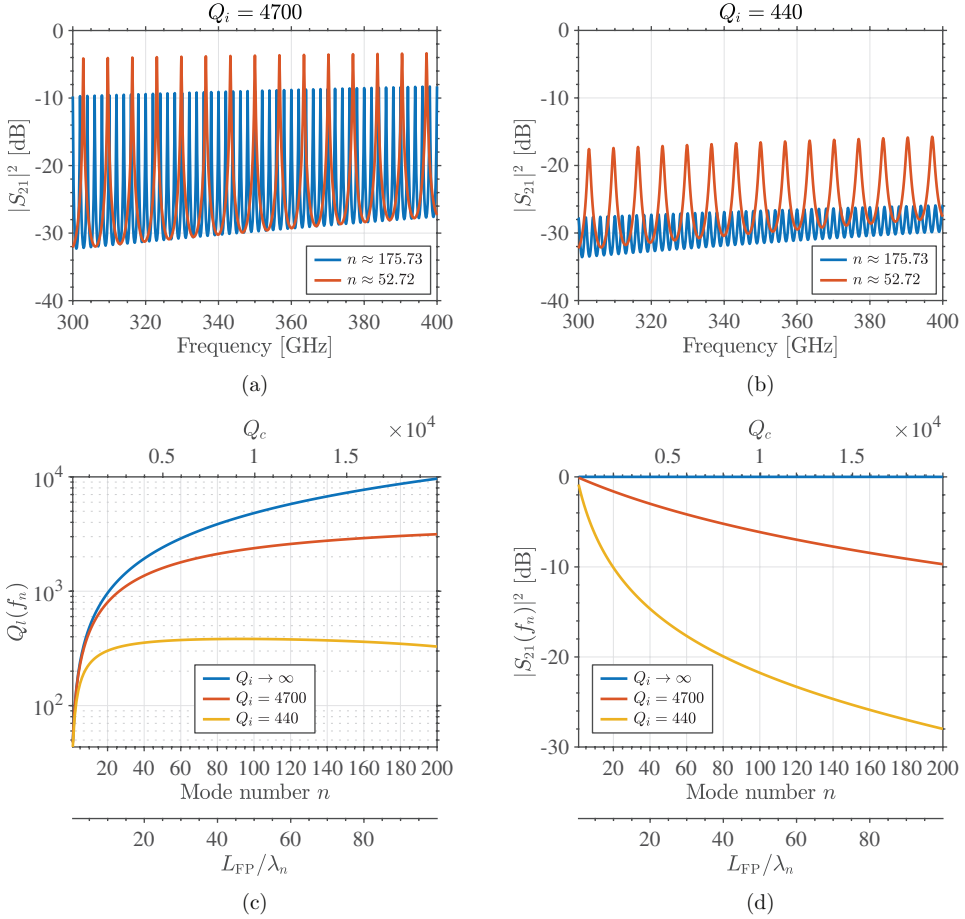 Q_i = 4700
0
-10
-20
-30
-40
|S_21|^2 [dB]
n ≈ 175.73
n ≈ 52.72
300 320 340 360 380 400
Frequency [GHz]
(a)
Q_i = 440
0
-10
-20
-30
-40
|S_21|^2 [dB]
n ≈ 175.73
n ≈ 52.72
300 320 340 360 380 400
Frequency [GHz]
(b)
Q_c ×10^4
0.5 1 1.5
10^4
10^3
10^2
Q_l(f_n)
Q_i → ∞
Q_i = 4700
Q_i = 440
20 40 60 80 100 120 140 160 180 200
Mode number n
20 40 60 80
L_FP/λ_n
(c)
Q_c ×10^4
0.5 1 1.5
0
-10
-20
-30
|S_21(f_n)|^2 [dB]
Q_i → ∞
Q_i = 4700
Q_i = 440
20 40 60 80 100 120 140 160 180 200
Mode number n
20 40 60 80
L_FP/λ_n
(d)